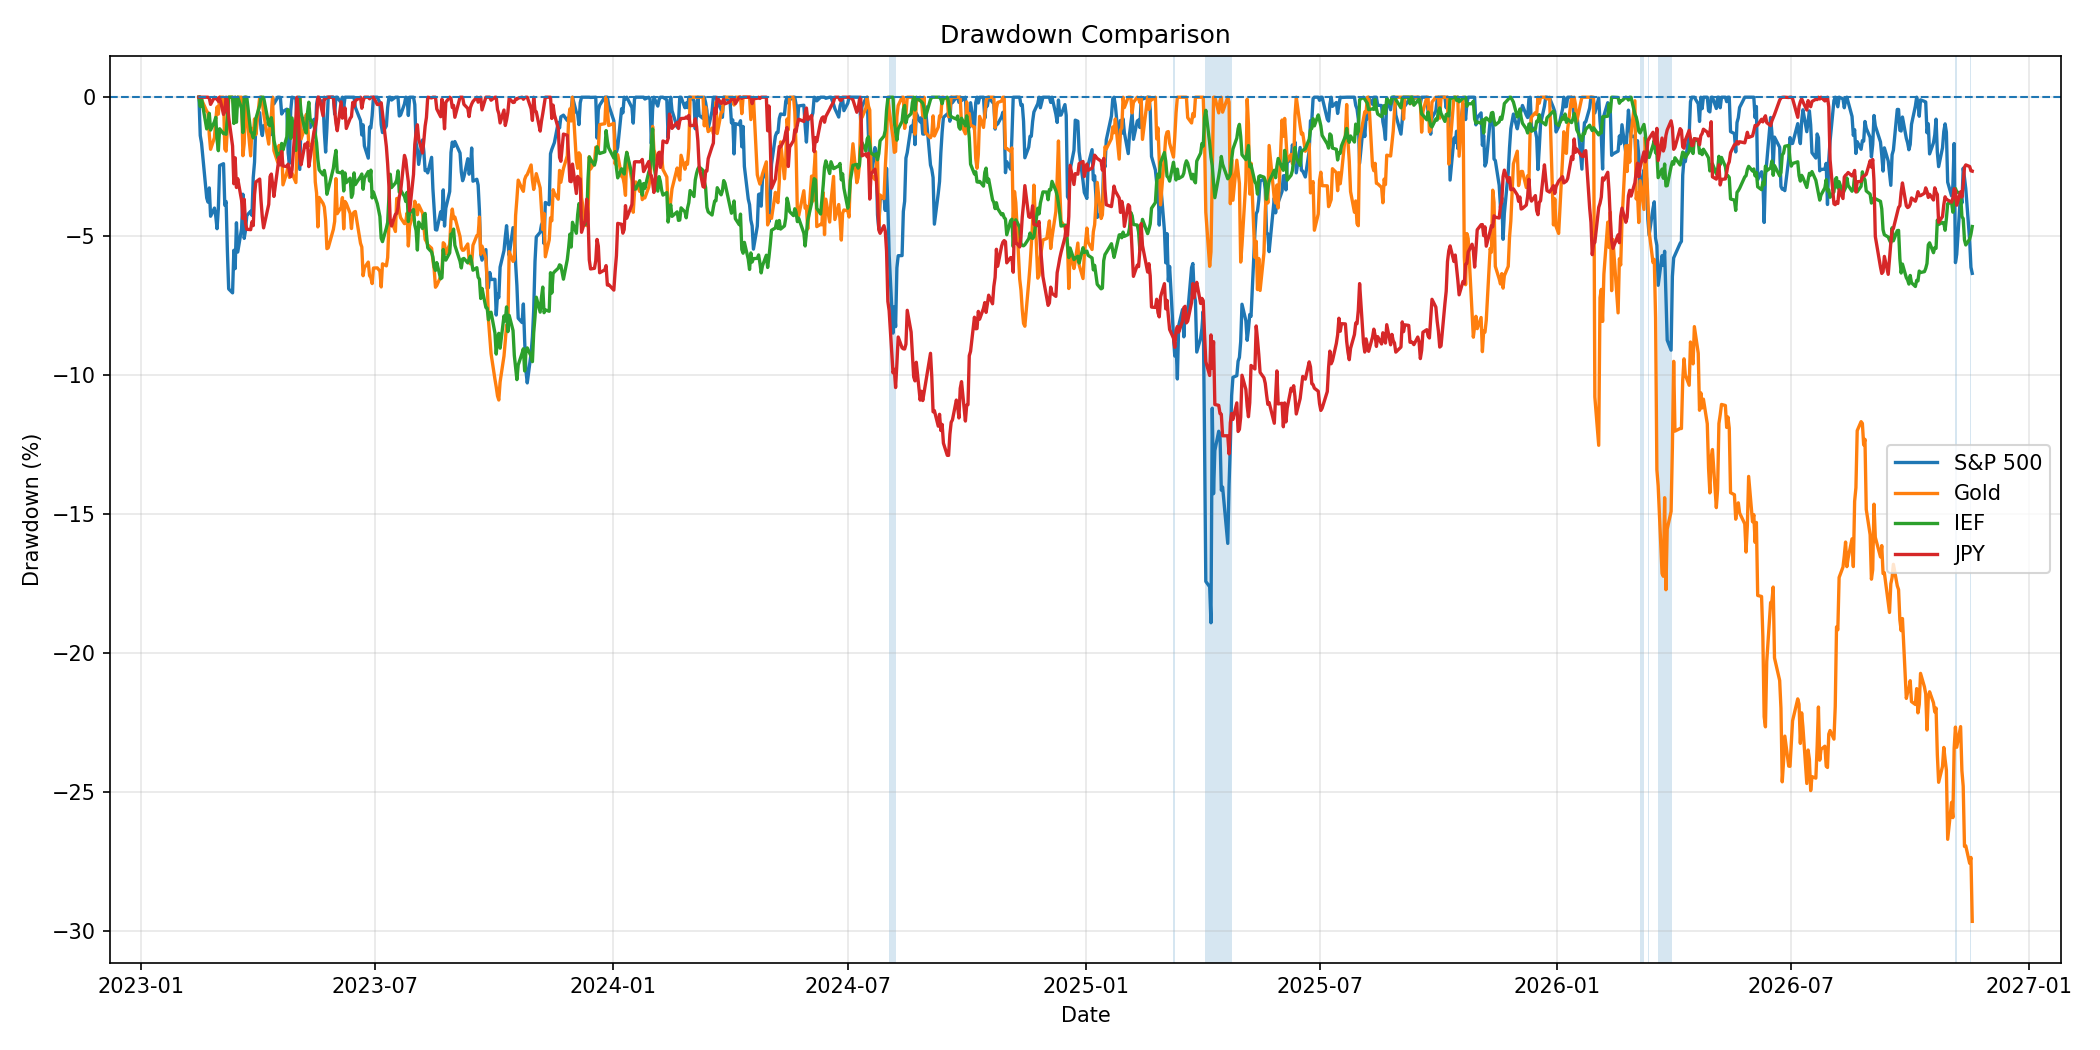 Drawdown Comparison
Drawdown (%)
0
−5
−10
−15
−20
−25
−30
S&P 500
Gold
IEF
JPY
2023-01
2023-07
2024-01
2024-07
2025-01
2025-07
2026-01
2026-07
2027-01
Date